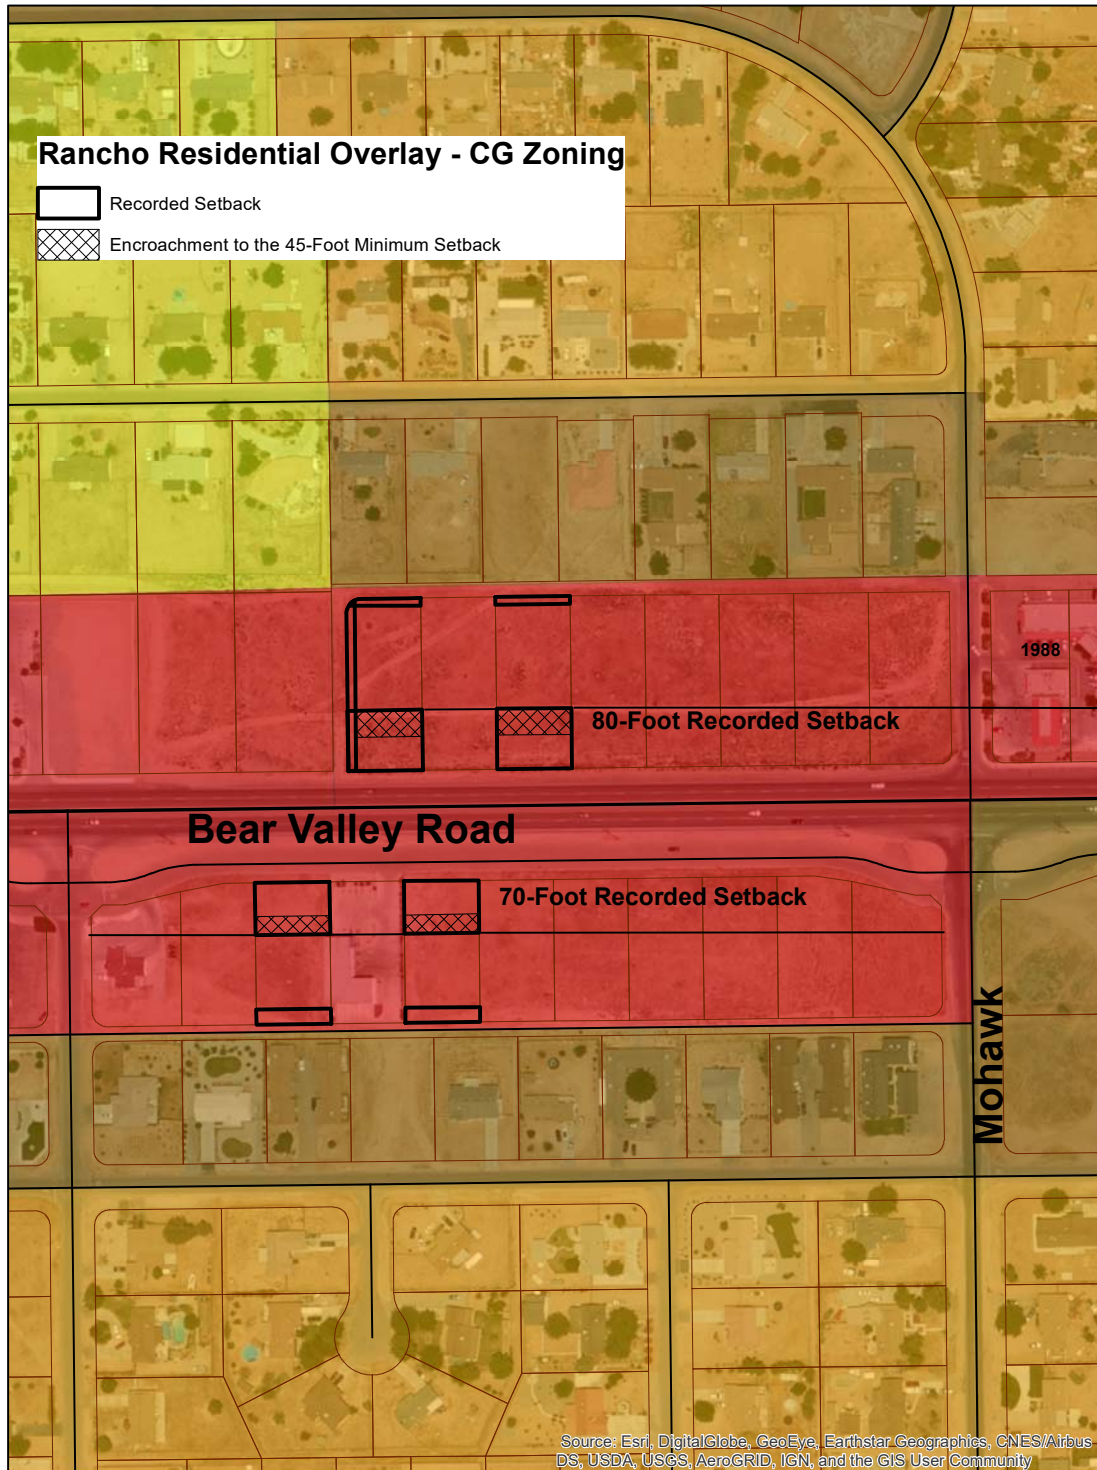 Rancho Residential Overlay - CG Zoning
Recorded Setback
Encroachment to the 45-Foot Minimum Setback
1988
80-Foot Recorded Setback
Bear Valley Road
70-Foot Recorded Setback
Mohawk
Source: Esri, DigitalGlobe, GeoEye, Earthstar Geographics, CNES/Airbus
DS, USDA, USGS, AeroGRID, IGN, and the GIS User Community